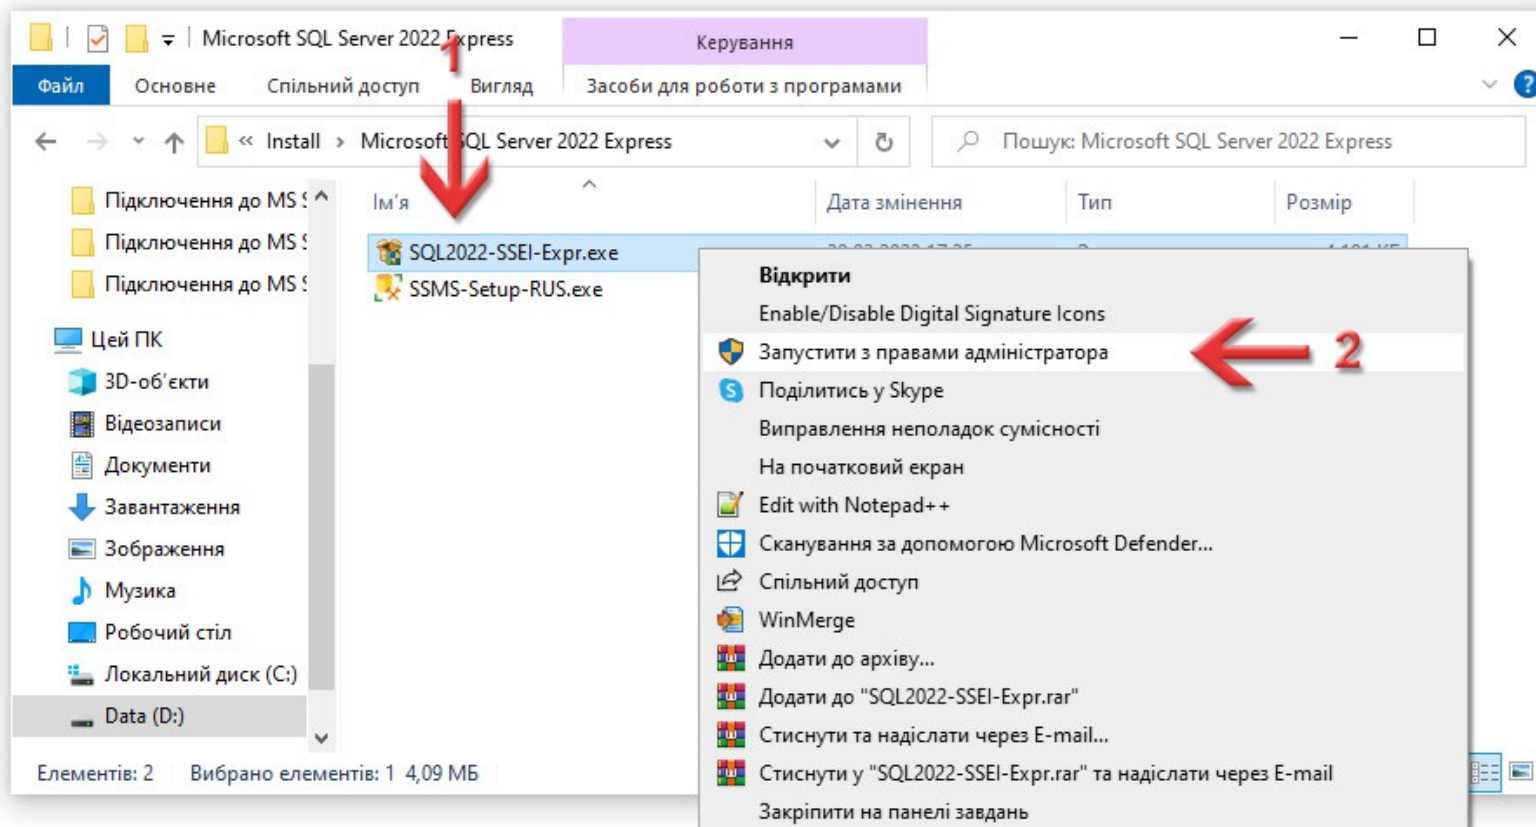 Microsoft SQL Server 2022 Express
Керування
Файл
Основне
Спільний доступ
Вигляд
Засоби для роботи з програмами
?
« Install › Microsoft SQL Server 2022 Express
Пошук: Microsoft SQL Server 2022 Express
1
Підключення до MS
Підключення до MS
Підключення до MS
Цей ПК
3D-об'єкти
Відеозаписи
Документи
Завантаження
Зображення
Музика
Робочий стіл
Локальний диск (C:)
Data (D:)
Ім'я
Дата змінення
Тип
Розмір
SQL2022-SSEI-Expr.exe
SSMS-Setup-RUS.exe
Відкрити
Enable/Disable Digital Signature Icons
Запустити з правами адміністратора
2
Поділитись у Skype
Виправлення неполадок сумісності
На початковий екран
Edit with Notepad++
Сканування за допомогою Microsoft Defender...
Спільний доступ
WinMerge
Додати до архіву...
Додати до "SQL2022-SSEI-Expr.rar"
Стиснути та надіслати через E-mail...
Стиснути у "SQL2022-SSEI-Expr.rar" та надіслати через E-mail
Закріпити на панелі завдань
Елементів: 2
Вибрано елементів: 1 4,09 МБ